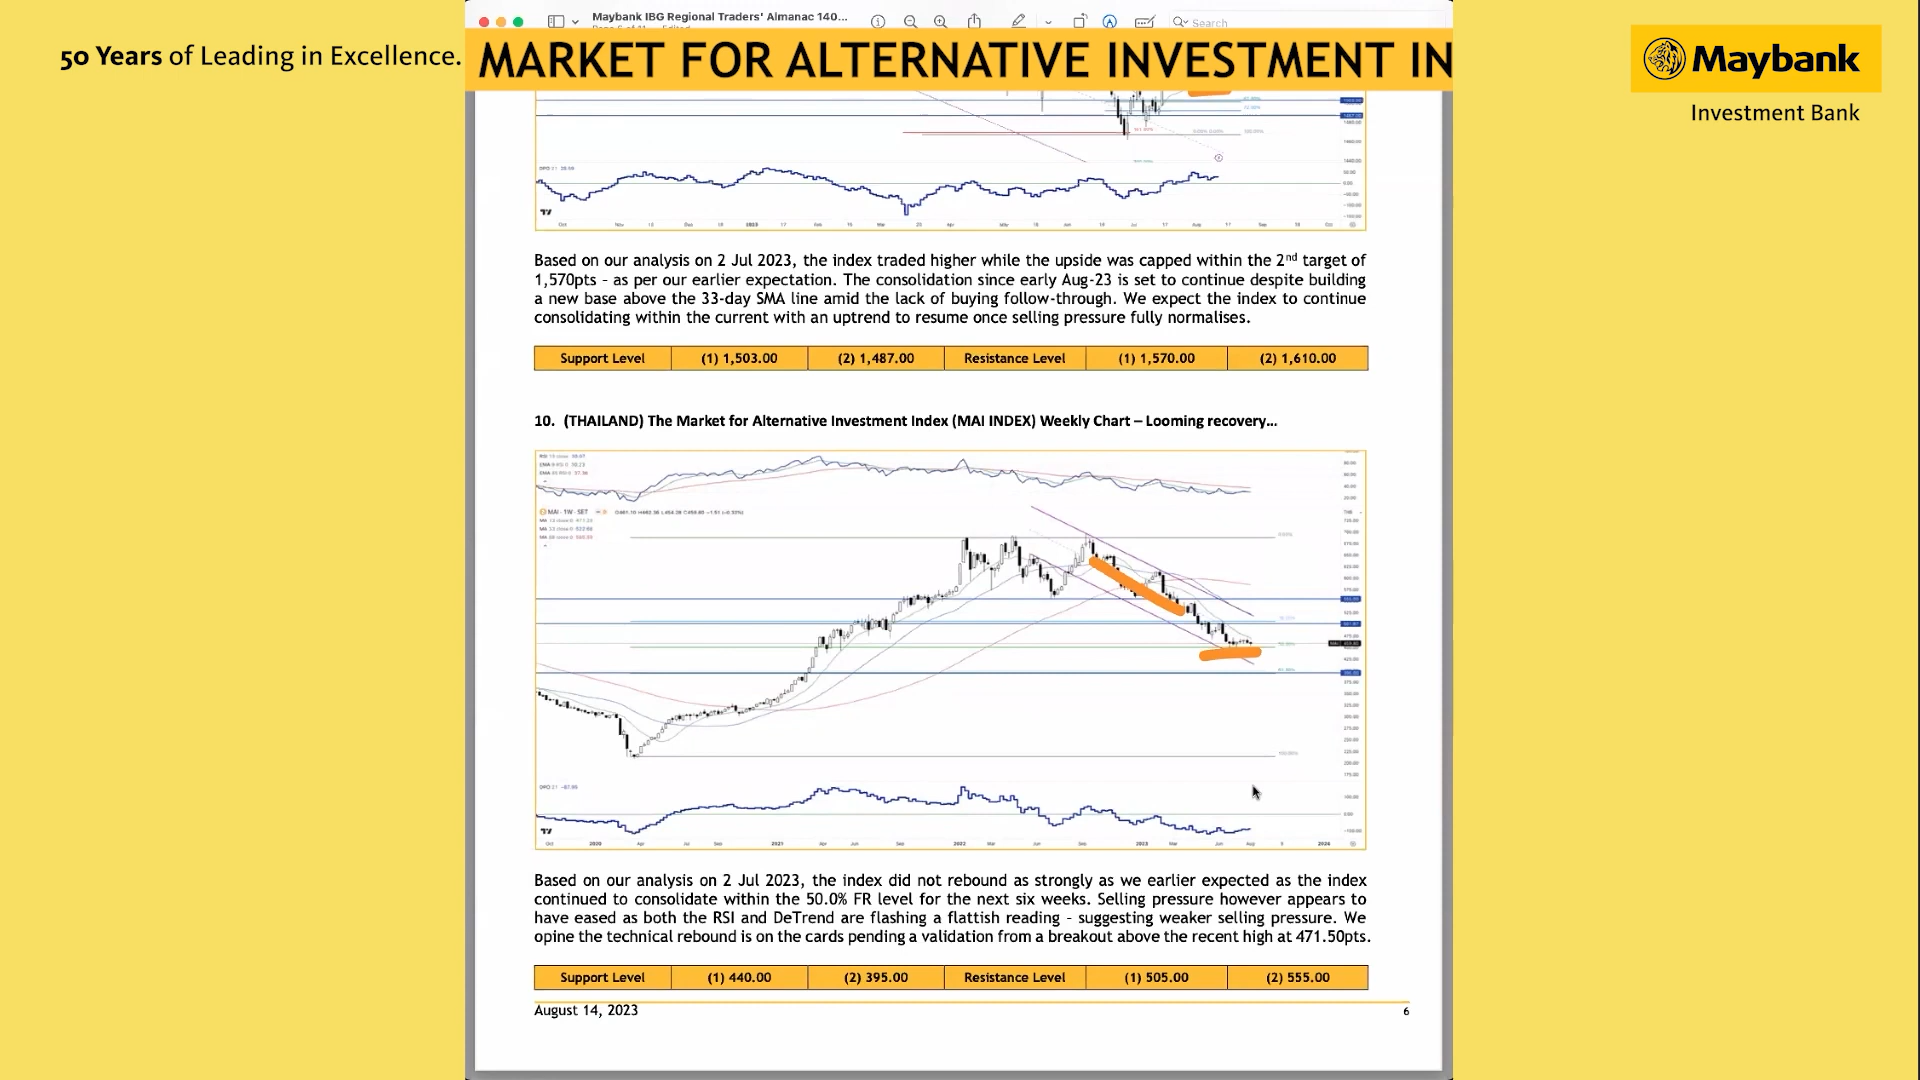 50 Years of Leading in Excellence.
Maybank IBG Regional Traders' Almanac 140...
Search
MARKET FOR ALTERNATIVE INVESTMENT IN
Maybank
Investment Bank
Based on our analysis on 2 Jul 2023, the index traded higher while the upside was capped within the 2nd target of
1,570pts – as per our earlier expectation. The consolidation since early Aug-23 is set to continue despite building
a new base above the 33-day SMA line amid the lack of buying follow-through. We expect the index to continue
consolidating within the current with an uptrend to resume once selling pressure fully normalises.
Support Level (1) 1,503.00 (2) 1,487.00 Resistance Level (1) 1,570.00 (2) 1,610.00
10. (THAILAND) The Market for Alternative Investment Index (MAI INDEX) Weekly Chart – Looming recovery...
MAI · 1W · SET
Based on our analysis on 2 Jul 2023, the index did not rebound as strongly as we earlier expected as the index
continued to consolidate within the 50.0% FR level for the next six weeks. Selling pressure however appears to
have eased as both the RSI and DeTrend are flashing a flattish reading – suggesting weaker selling pressure. We
opine the technical rebound is on the cards pending a validation from a breakout above the recent high at 471.50pts.
Support Level (1) 440.00 (2) 395.00 Resistance Level (1) 505.00 (2) 555.00
August 14, 2023
6